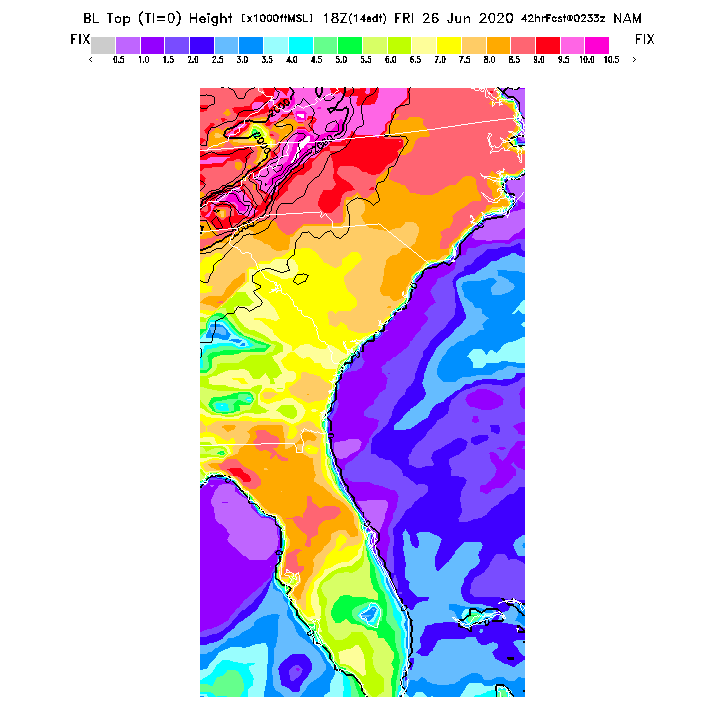 BL Top (TI=0) Height [x1000ftMSL] 18Z(14edt) FRI 26 Jun 2020 42hrFcst@0233z NAM
FIX FIX
< 0.5 1.0 1.5 2.0 2.5 3.0 3.5 4.0 4.5 5.0 5.5 6.0 6.5 7.0 7.5 8.0 8.5 9.0 9.5 10.0 10.5 >
2000